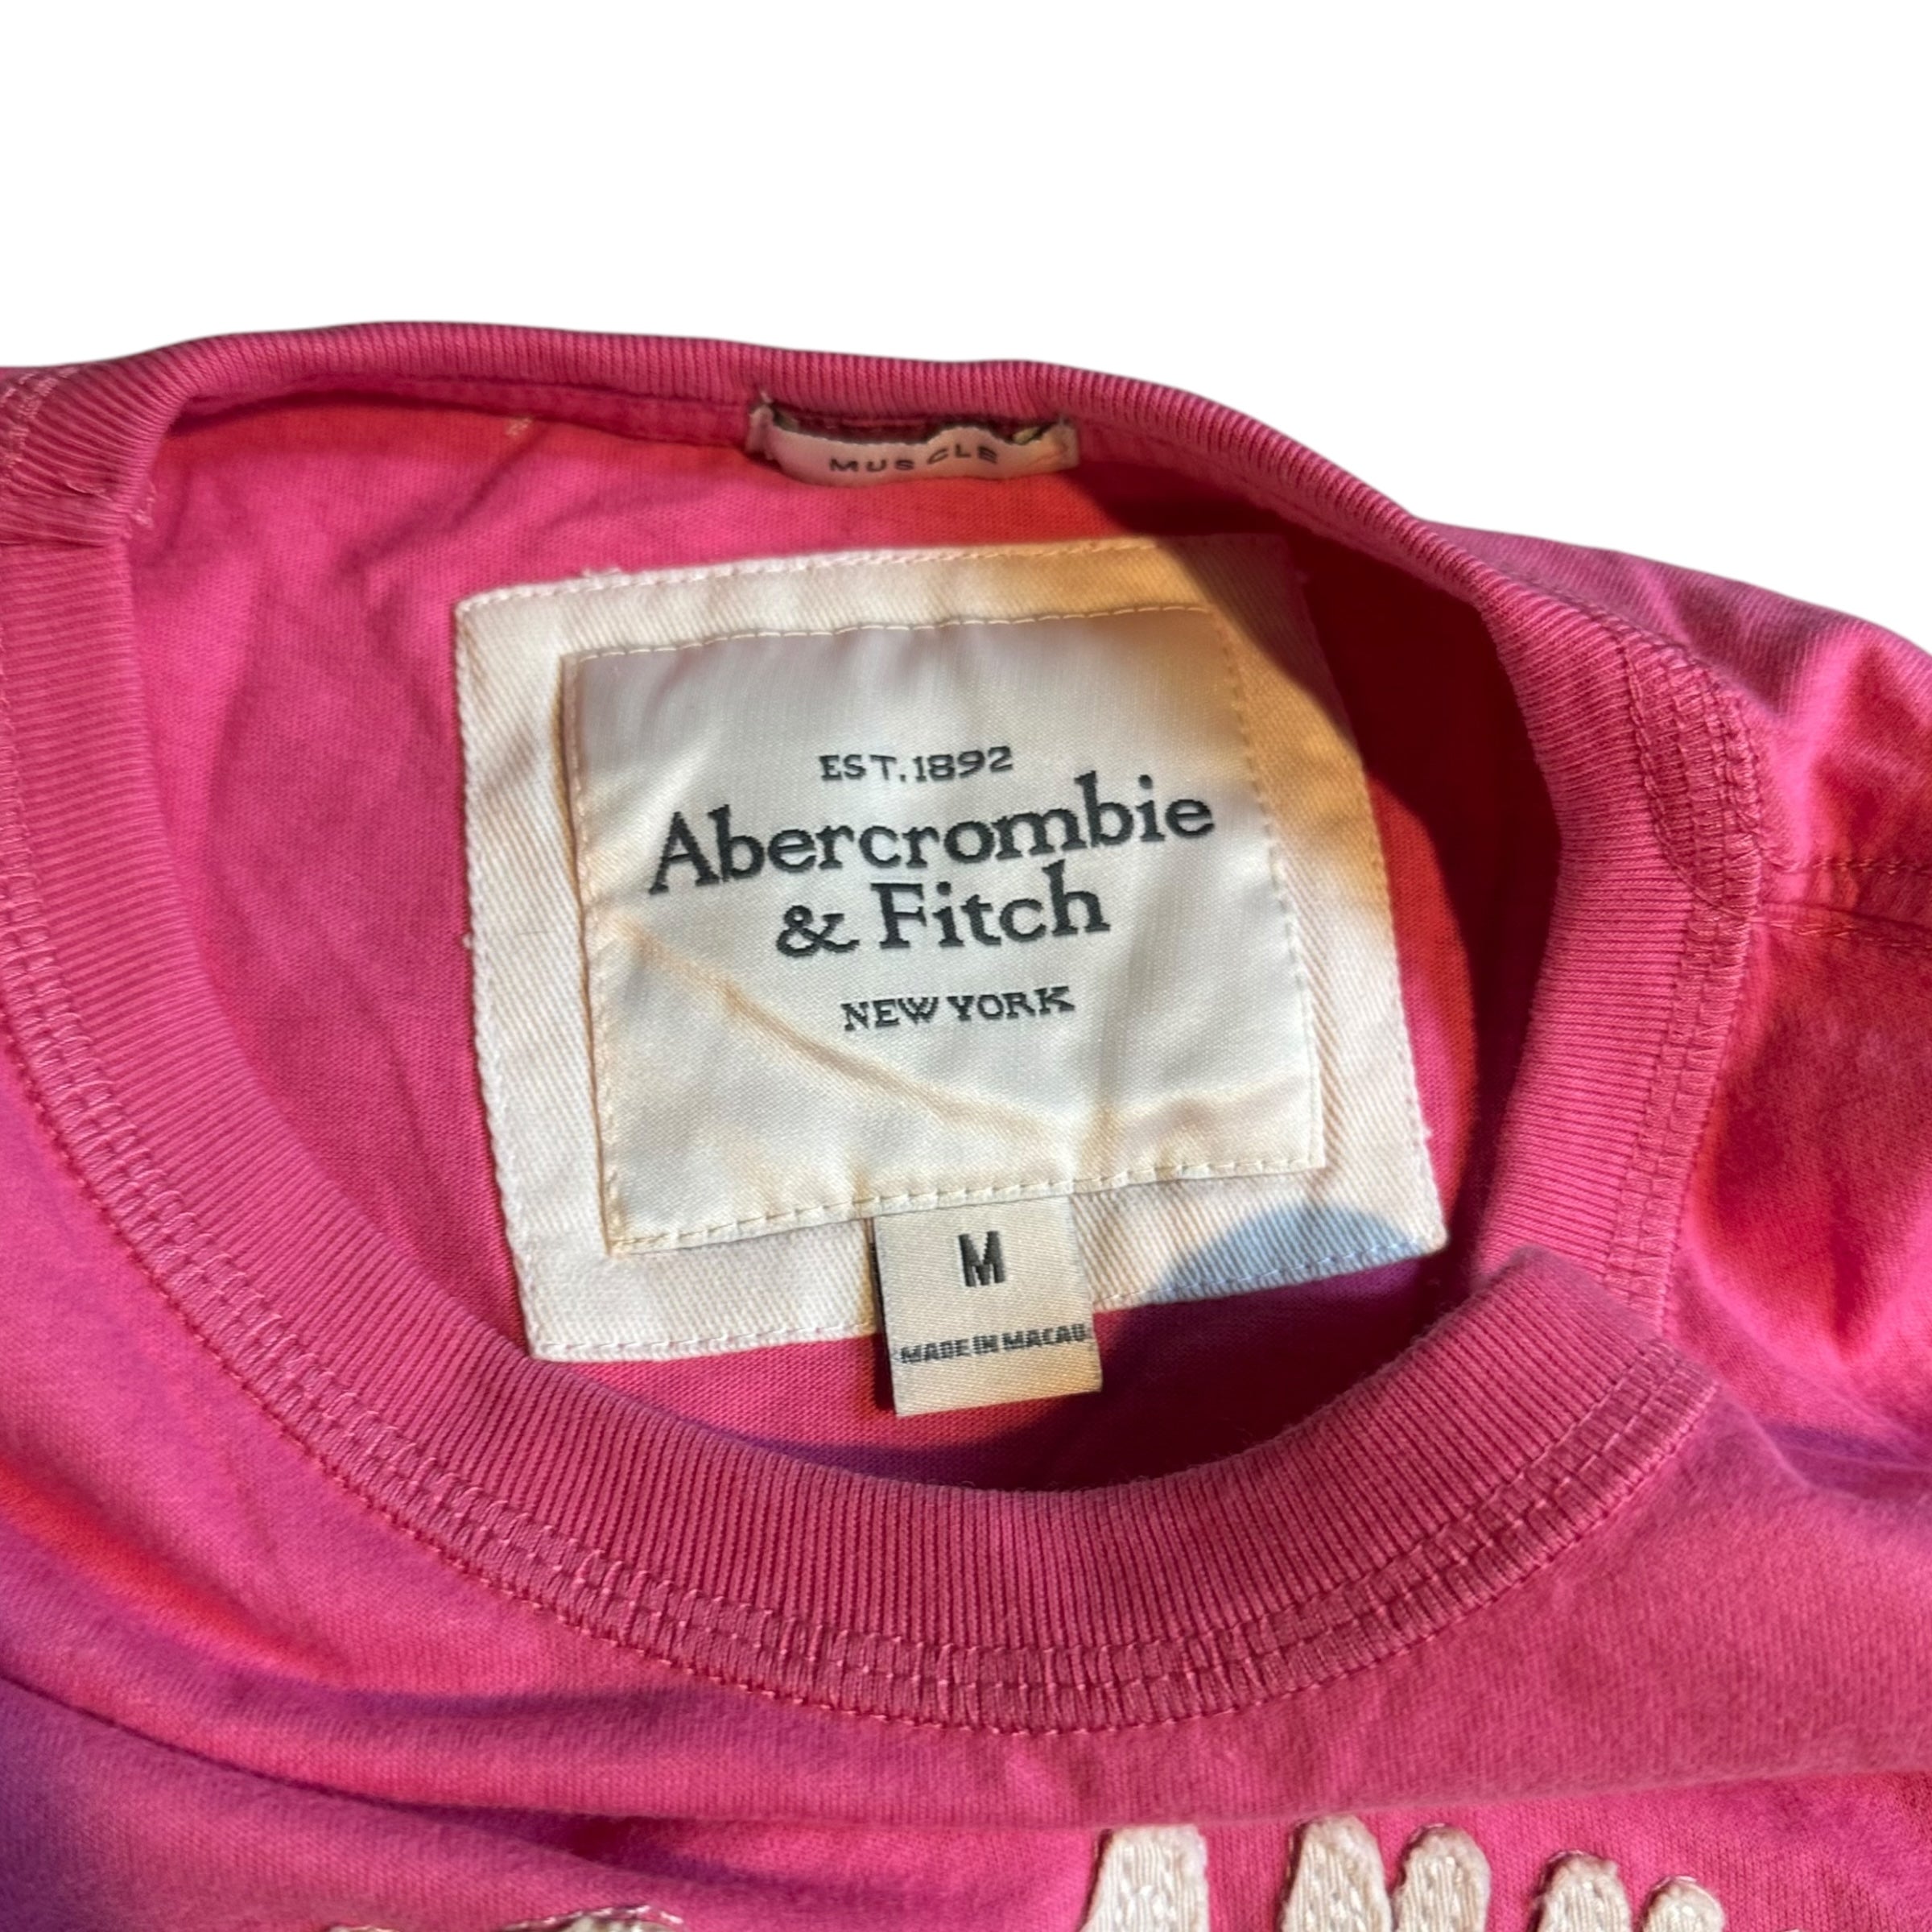 MUSCLE
EST. 1892
Abercrombie
& Fitch
NEW YORK
M
MADE IN MACAU